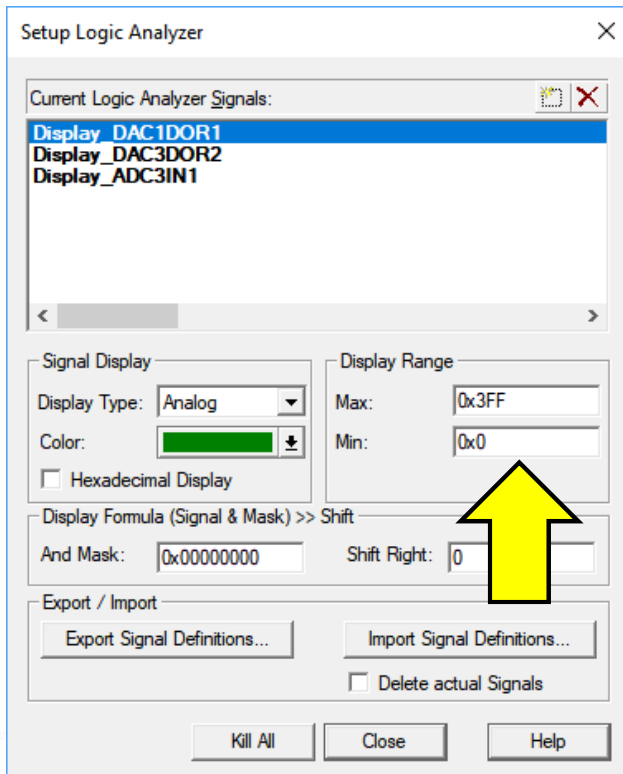 Setup Logic Analyzer
Current Logic Analyzer Signals:
Display_DAC1DOR1
Display_DAC3DOR2
Display_ADC3IN1
Signal Display
Display Type: Analog
Color:
Hexadecimal Display
Display Range
Max: 0x3FF
Min: 0x0
Display Formula (Signal & Mask) >> Shift
And Mask: 0x00000000 Shift Right: 0
Export / Import
Export Signal Definitions... Import Signal Definitions...
Delete actual Signals
Kill All Close Help